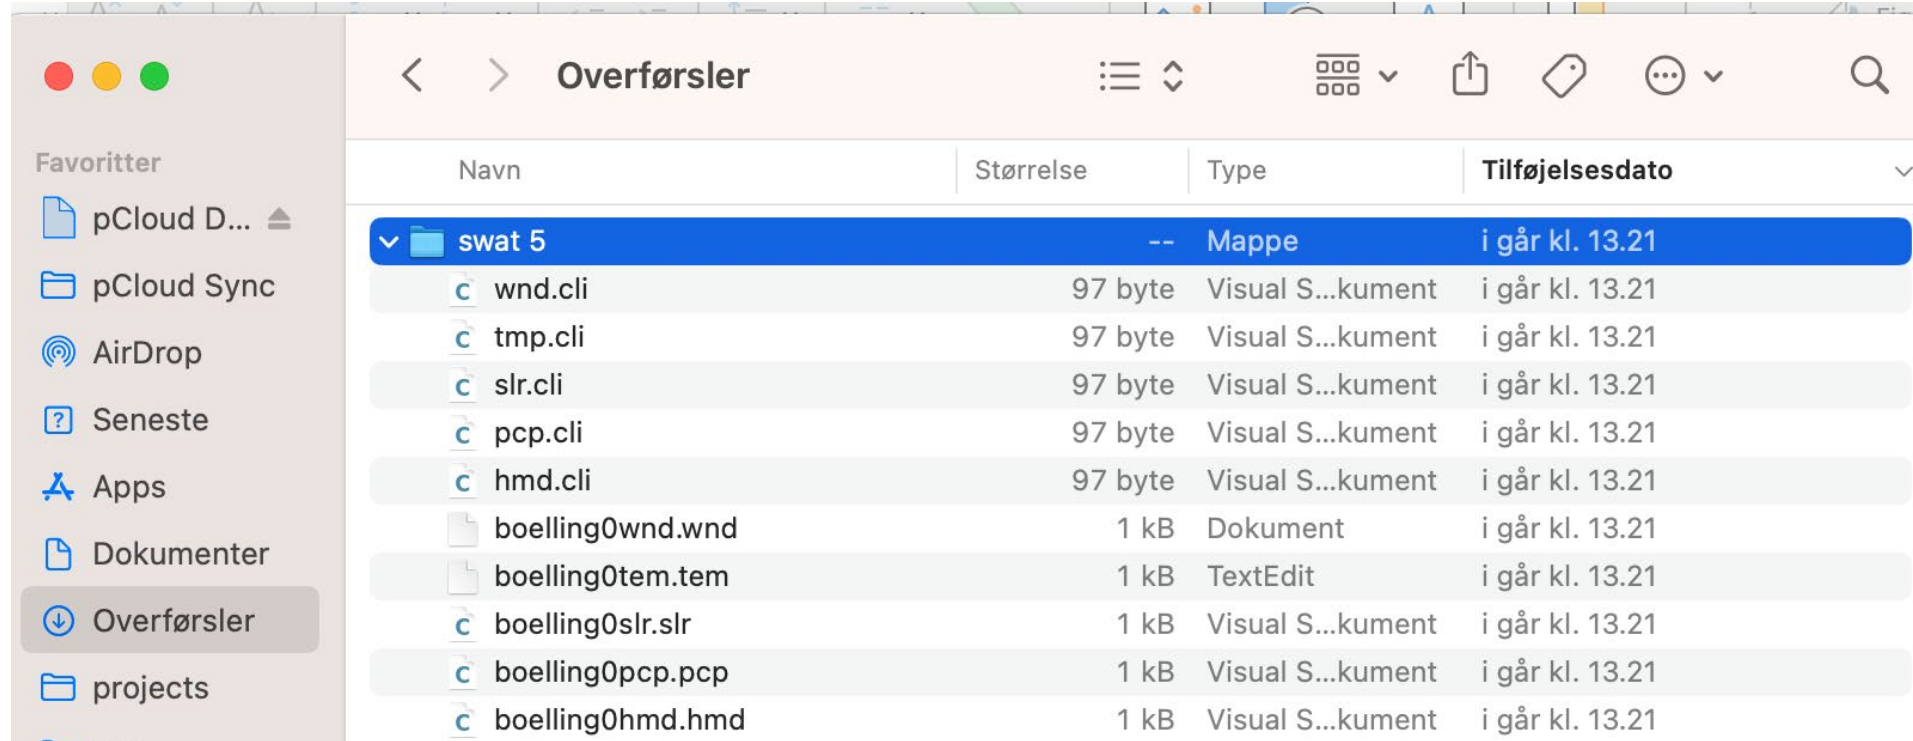 Overførsler
Favoritter
pCloud D...
pCloud Sync
AirDrop
Seneste
Apps
Dokumenter
Overførsler
projects
Navn Størrelse Type Tilføjelsesdato
swat 5 -- Mappe i går kl. 13.21
wnd.cli 97 byte Visual S...kument i går kl. 13.21
tmp.cli 97 byte Visual S...kument i går kl. 13.21
slr.cli 97 byte Visual S...kument i går kl. 13.21
pcp.cli 97 byte Visual S...kument i går kl. 13.21
hmd.cli 97 byte Visual S...kument i går kl. 13.21
boelling0wnd.wnd 1 kB Dokument i går kl. 13.21
boelling0tem.tem 1 kB TextEdit i går kl. 13.21
boelling0slr.slr 1 kB Visual S...kument i går kl. 13.21
boelling0pcp.pcp 1 kB Visual S...kument i går kl. 13.21
boelling0hmd.hmd 1 kB Visual S...kument i går kl. 13.21